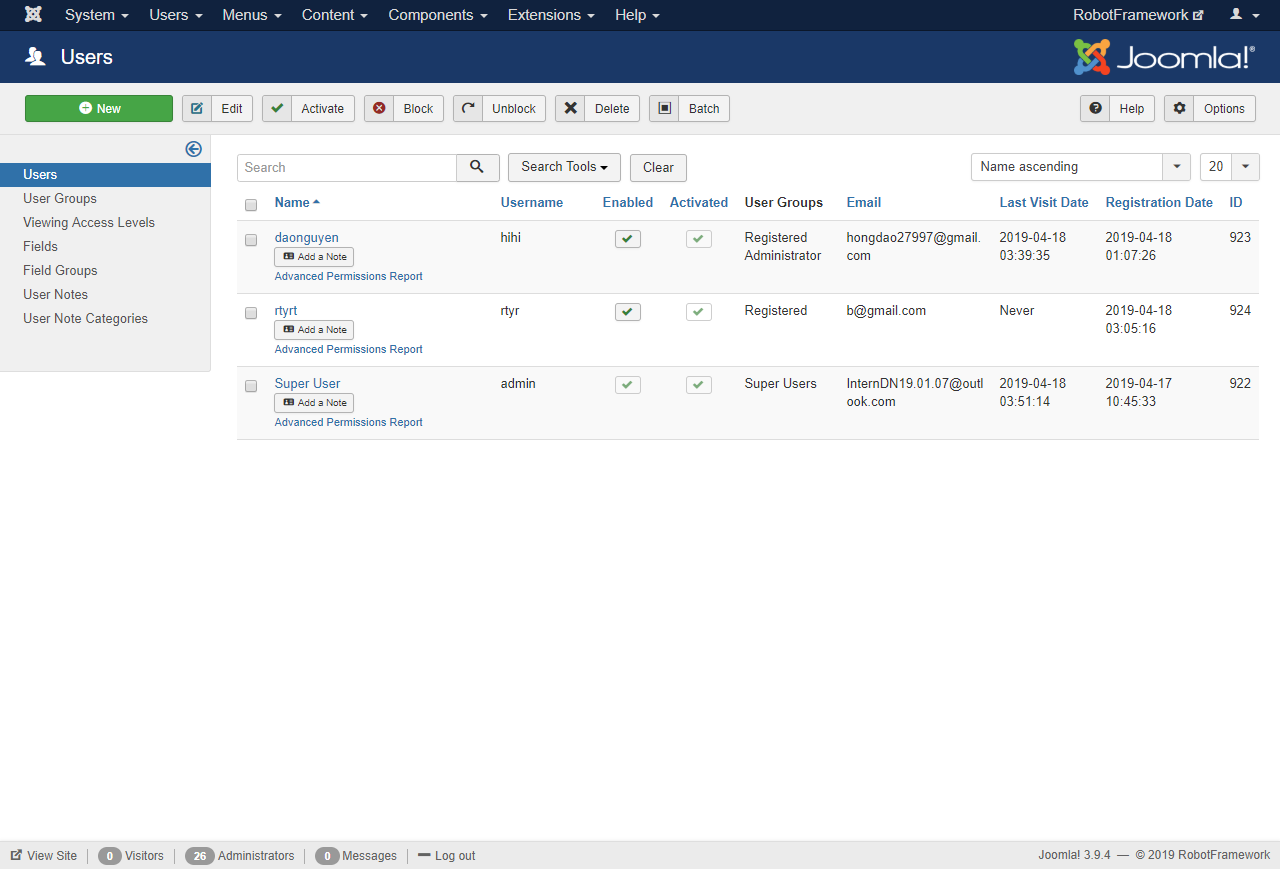 System Users Menus Content Components Extensions Help RobotFramework
Users Joomla!®
New Edit Activate Block Unblock Delete Batch Help Options
Users
User Groups
Viewing Access Levels
Fields
Field Groups
User Notes
User Note Categories
Search Search Tools Clear Name ascending 20
Name Username Enabled Activated User Groups Email Last Visit Date Registration Date ID
daonguyen hihi Registered hongdao27997@gmail. 2019-04-18 2019-04-18 923
Add a Note Administrator com 03:39:35 01:07:26
Advanced Permissions Report
rtyrt rtyr Registered b@gmail.com Never 2019-04-18 924
Add a Note 03:05:16
Advanced Permissions Report
Super User admin Super Users InternDN19.01.07@outl 2019-04-18 2019-04-17 922
Add a Note ook.com 03:51:14 10:45:33
Advanced Permissions Report
View Site 0 Visitors 26 Administrators 0 Messages Log out Joomla! 3.9.4 — © 2019 RobotFramework